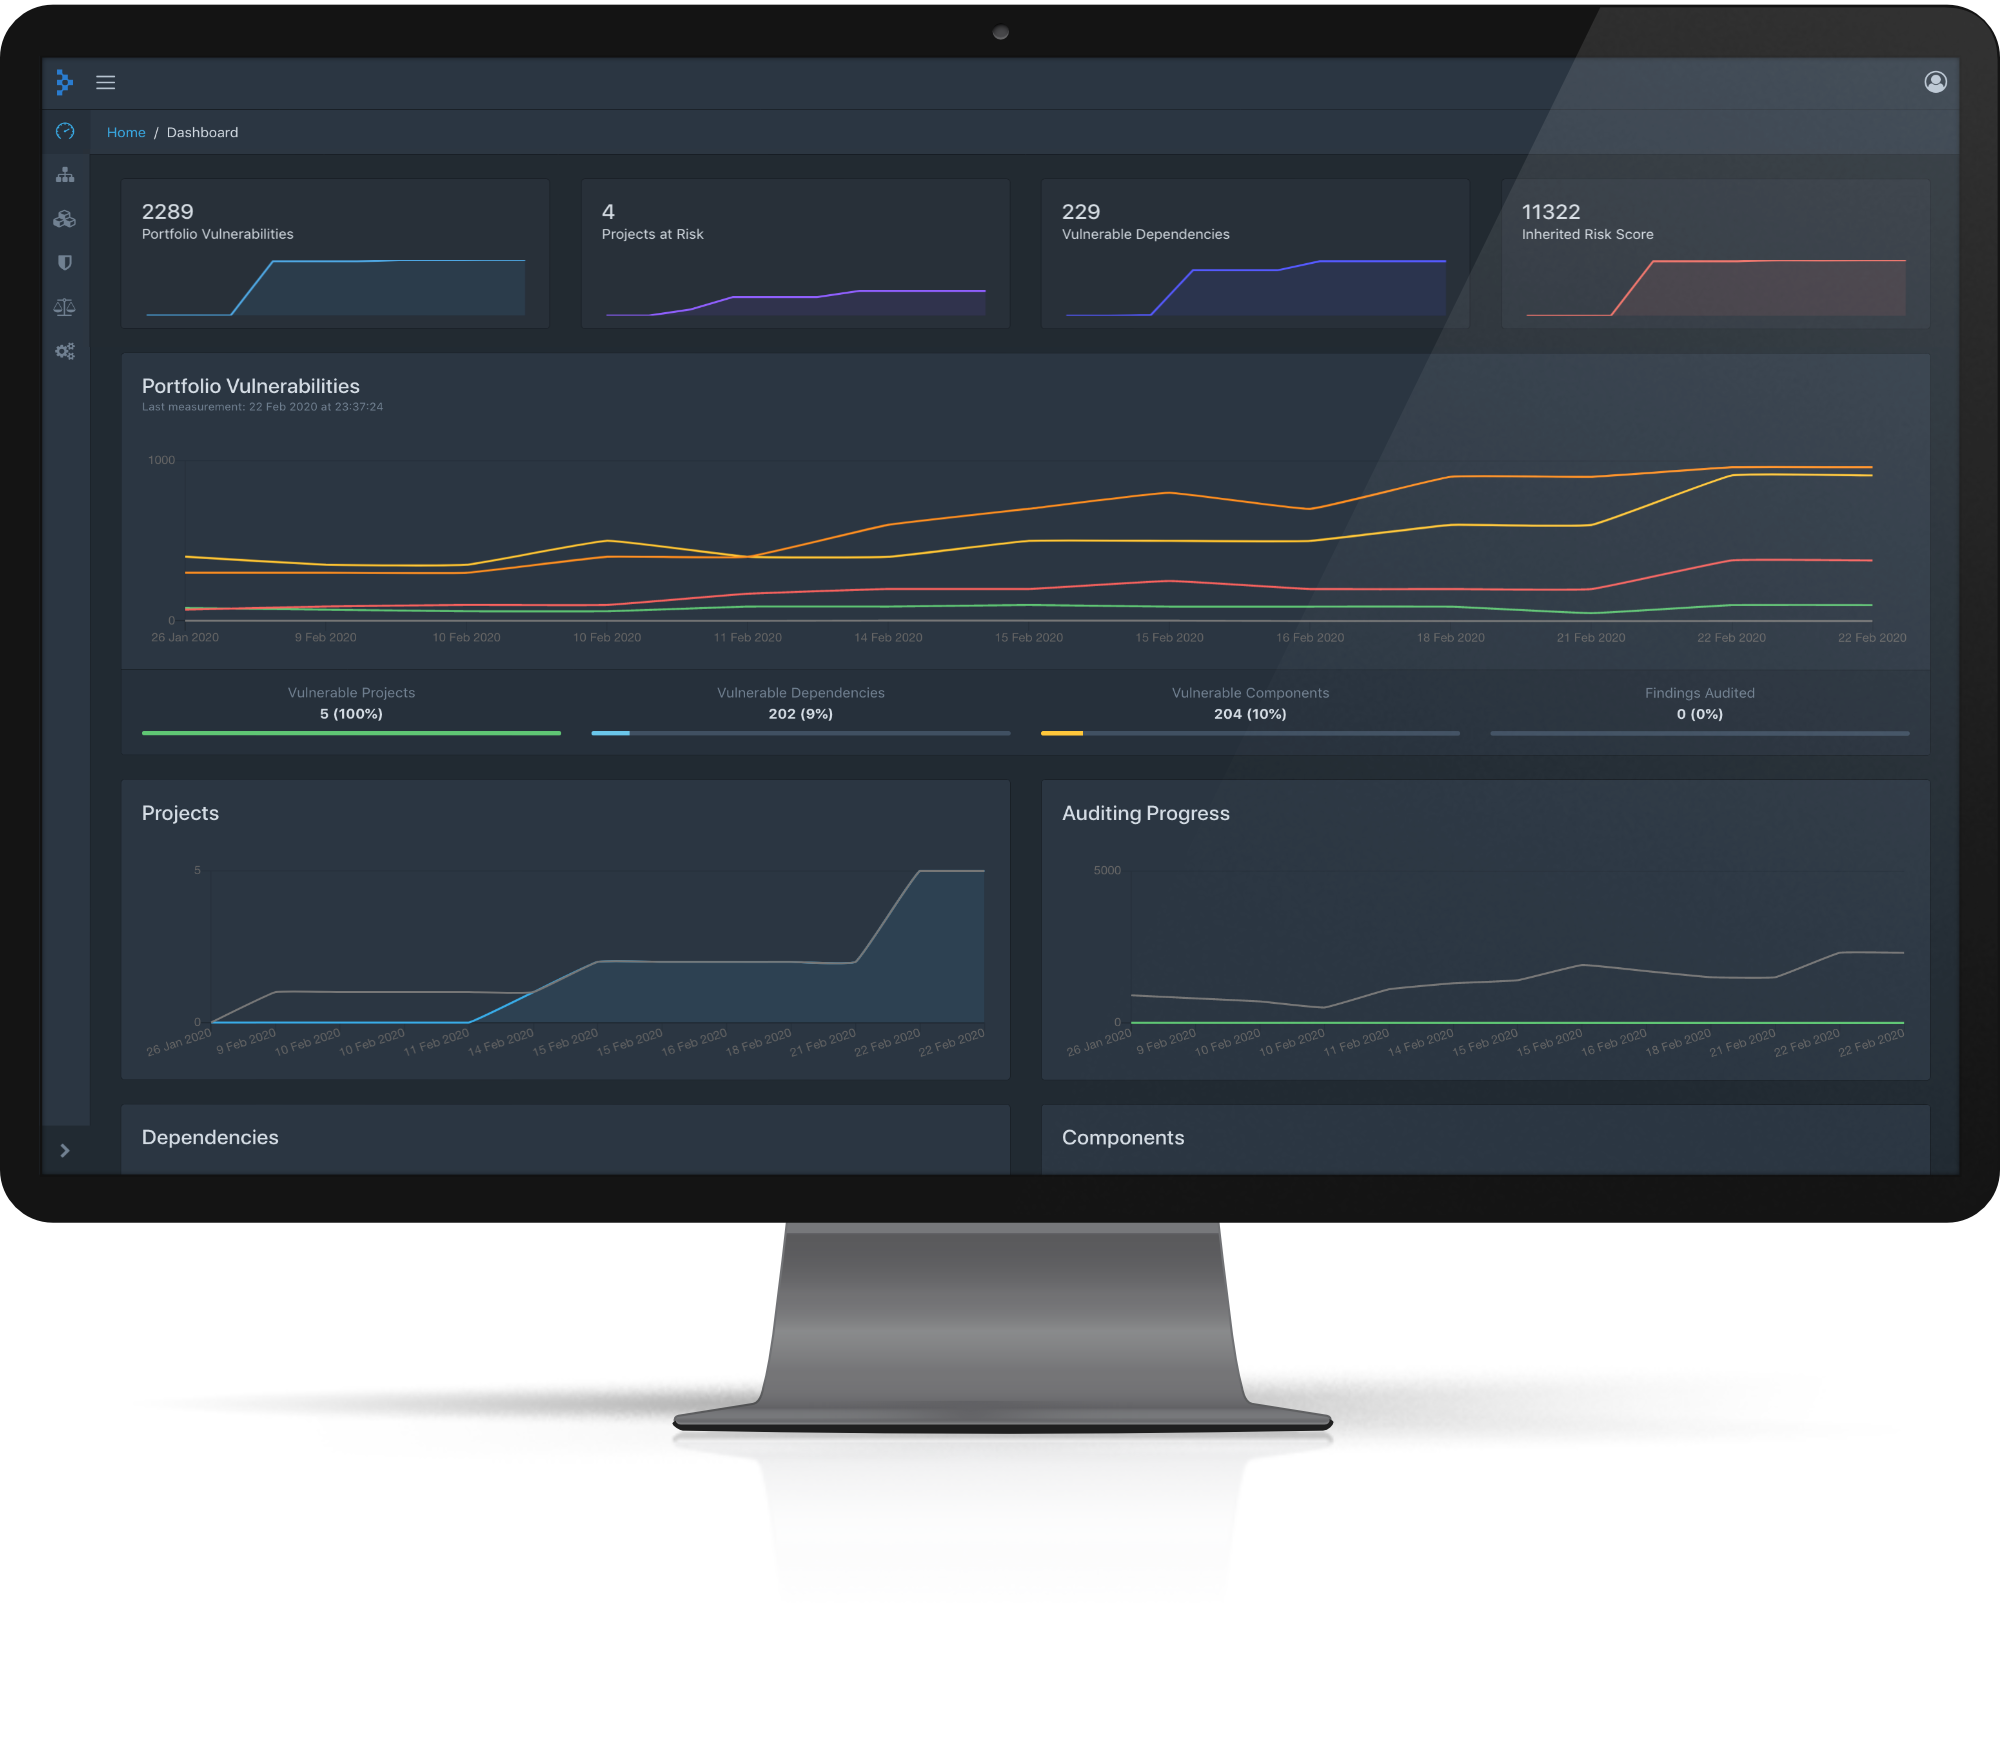 Home / Dashboard
2289
Portfolio Vulnerabilities
4
Projects at Risk
229
Vulnerable Dependencies
11322
Inherited Risk Score
Portfolio Vulnerabilities
Last measurement: 22 Feb 2020 at 23:37:24
1000
0
26 Jan 2020 9 Feb 2020 10 Feb 2020 10 Feb 2020 11 Feb 2020 14 Feb 2020 15 Feb 2020 15 Feb 2020 16 Feb 2020 18 Feb 2020 21 Feb 2020 22 Feb 2020 22 Feb 2020
Vulnerable Projects
5 (100%)
Vulnerable Dependencies
202 (9%)
Vulnerable Components
204 (10%)
Findings Audited
0 (0%)
Projects
5
0
26 Jan 2020 9 Feb 2020 10 Feb 2020 10 Feb 2020 11 Feb 2020 14 Feb 2020 15 Feb 2020 15 Feb 2020 16 Feb 2020 18 Feb 2020 21 Feb 2020 22 Feb 2020 22 Feb 2020
Auditing Progress
5000
0
26 Jan 2020 9 Feb 2020 10 Feb 2020 10 Feb 2020 11 Feb 2020 14 Feb 2020 15 Feb 2020 15 Feb 2020 16 Feb 2020 18 Feb 2020 21 Feb 2020 22 Feb 2020 22 Feb 2020
Dependencies
Components